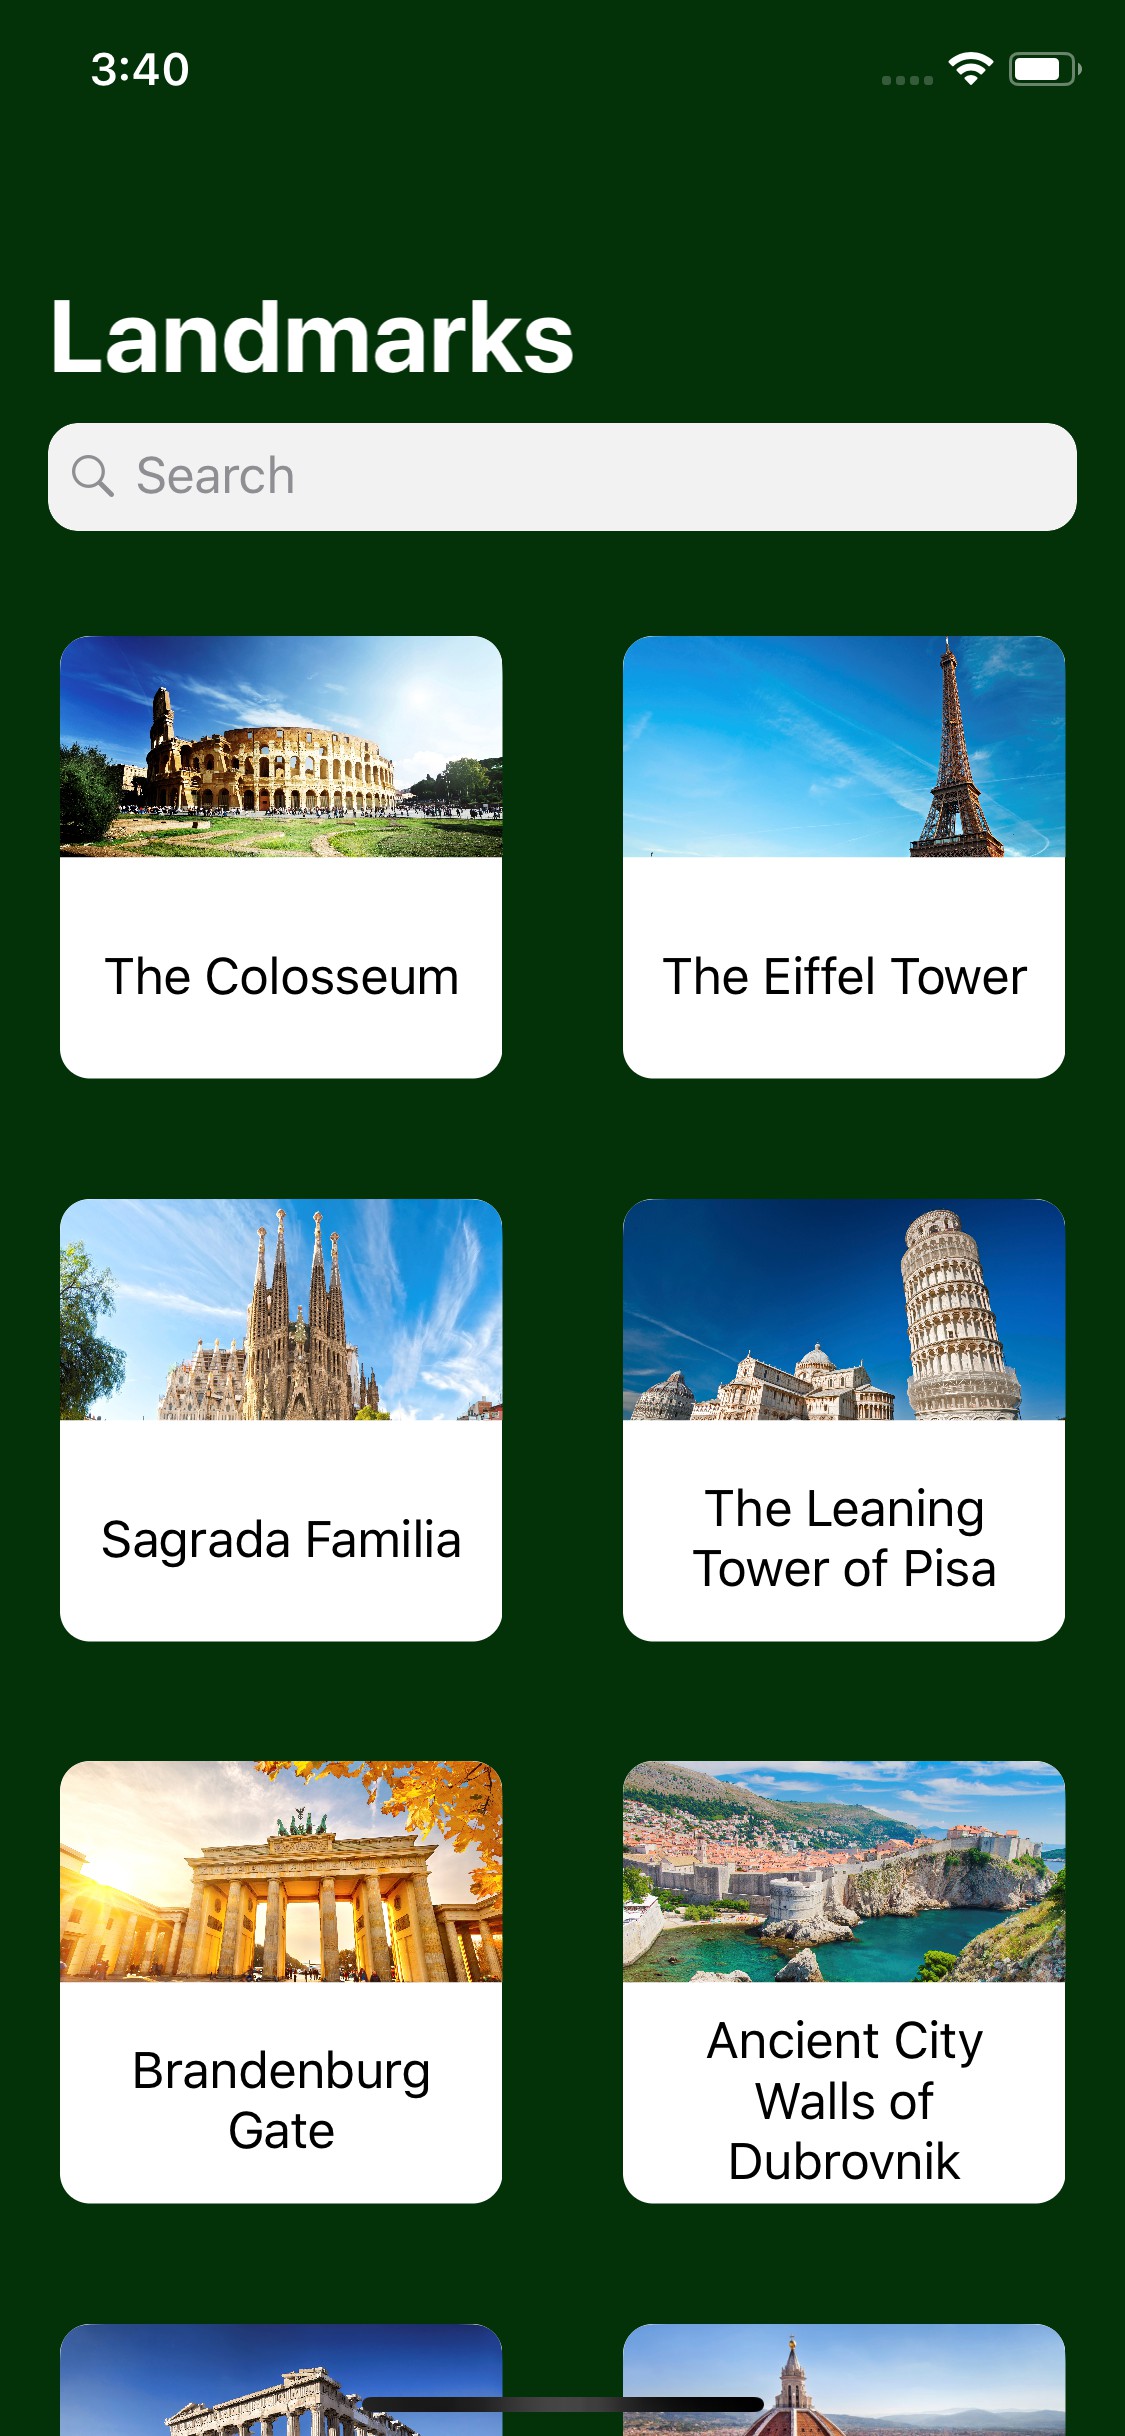 3:40
Landmarks
Search
The Colosseum
The Eiffel Tower
Sagrada Familia
The Leaning
Tower of Pisa
Brandenburg
Gate
Ancient City
Walls of
Dubrovnik